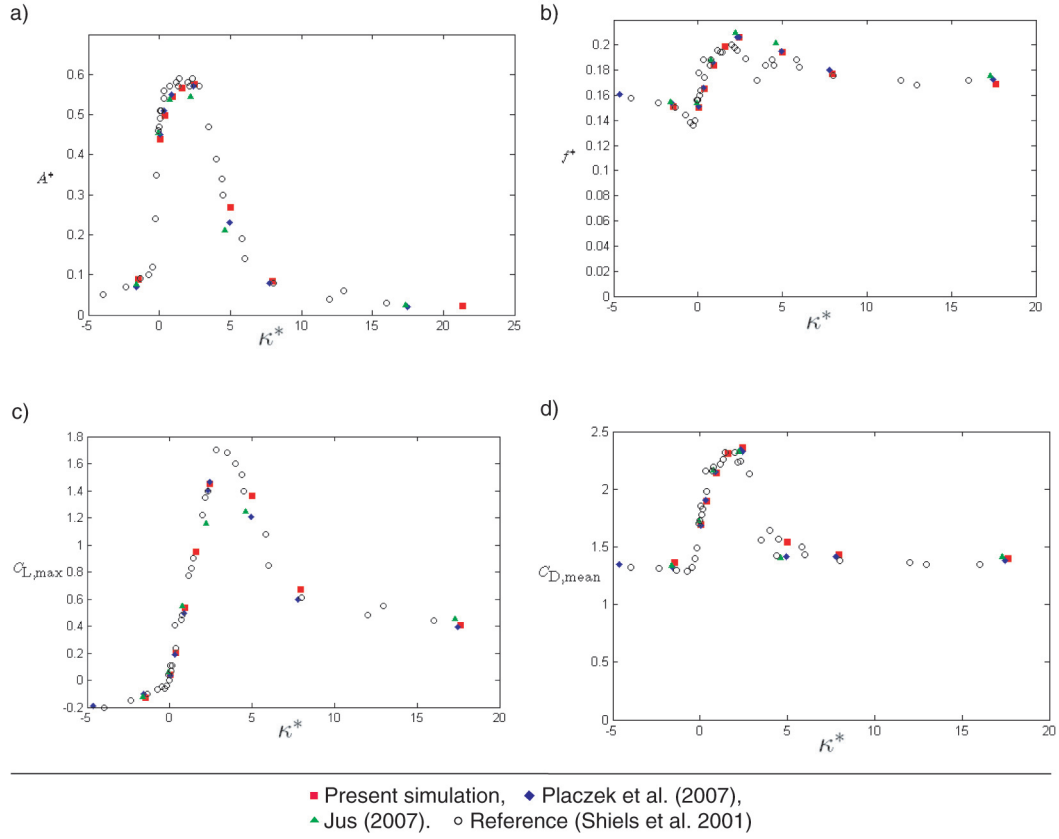 a)
0.6
0.5
0.4
A⁺
0.3
0.2
0.1
0
-5 0 5 10 15 20 25
κ*
b)
0.2
0.18
0.16
0.14
f⁺
0.12
0.1
0.08
0.06
0.04
0.02
0
-5 0 5 10 15 20
κ*
c)
1.8
1.6
1.4
1.2
1
C_L,max
0.8
0.6
0.4
0.2
0
-0.2
-5 0 5 10 15 20
κ*
d)
2.5
2
1.5
C_D,mean
1
0.5
0
-5 0 5 10 15 20
κ*
Present simulation, Placzek et al. (2007),
Jus (2007). Reference (Shiels et al. 2001)